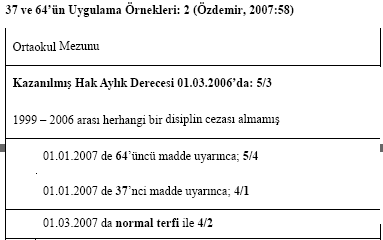 37 ve 64'ün Uygulama Örnekleri: 2 (Özdemir, 2007:58)
Ortaokul Mezunu
Kazanılmış Hak Aylık Derecesi 01.03.2006'da: 5/3
1999 – 2006 arası herhangi bir disiplin cezası almamış
01.01.2007 de 64'üncü madde uyarınca; 5/4
01.01.2007 de 37'nci madde uyarınca; 4/1
01.03.2007 da normal terfi ile 4/2